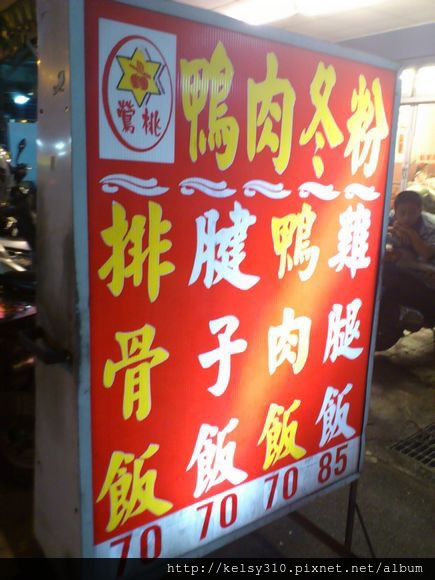 鶯桃
鴨肉冬粉
排骨飯 70
腱子飯 70
鴨肉飯 70
雞腿飯 85
http://kelsy310.pixnet.net/album